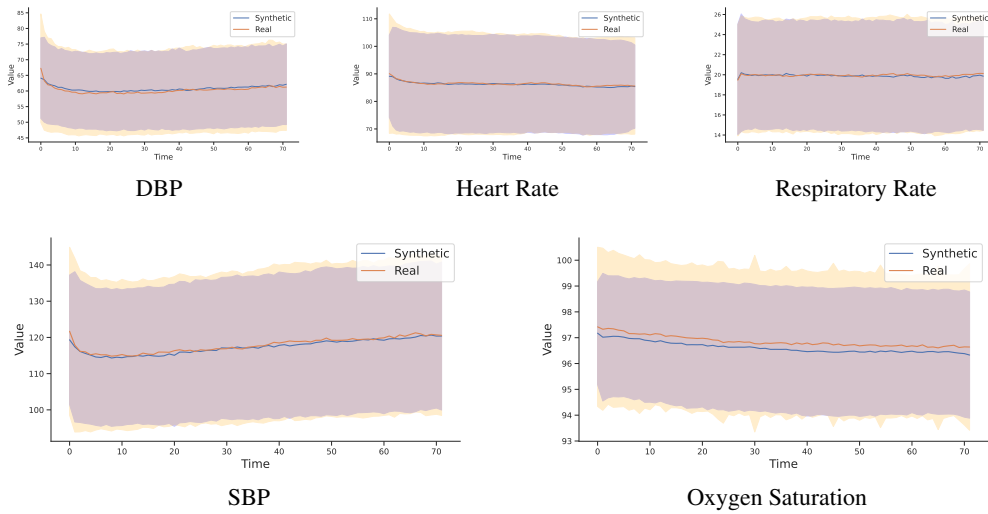 85
80
75
70
65
60
55
50
45
Value
0 10 20 30 40 50 60 70
Time
Synthetic
Real
DBP
110
100
90
80
70
Value
0 10 20 30 40 50 60 70
Time
Synthetic
Real
Heart Rate
26
24
22
20
18
16
14
Value
0 10 20 30 40 50 60 70
Time
Synthetic
Real
Respiratory Rate
140
130
120
110
100
Value
0 10 20 30 40 50 60 70
Time
Synthetic
Real
SBP
100
99
98
97
96
95
94
93
Value
0 10 20 30 40 50 60 70
Time
Synthetic
Real
Oxygen Saturation